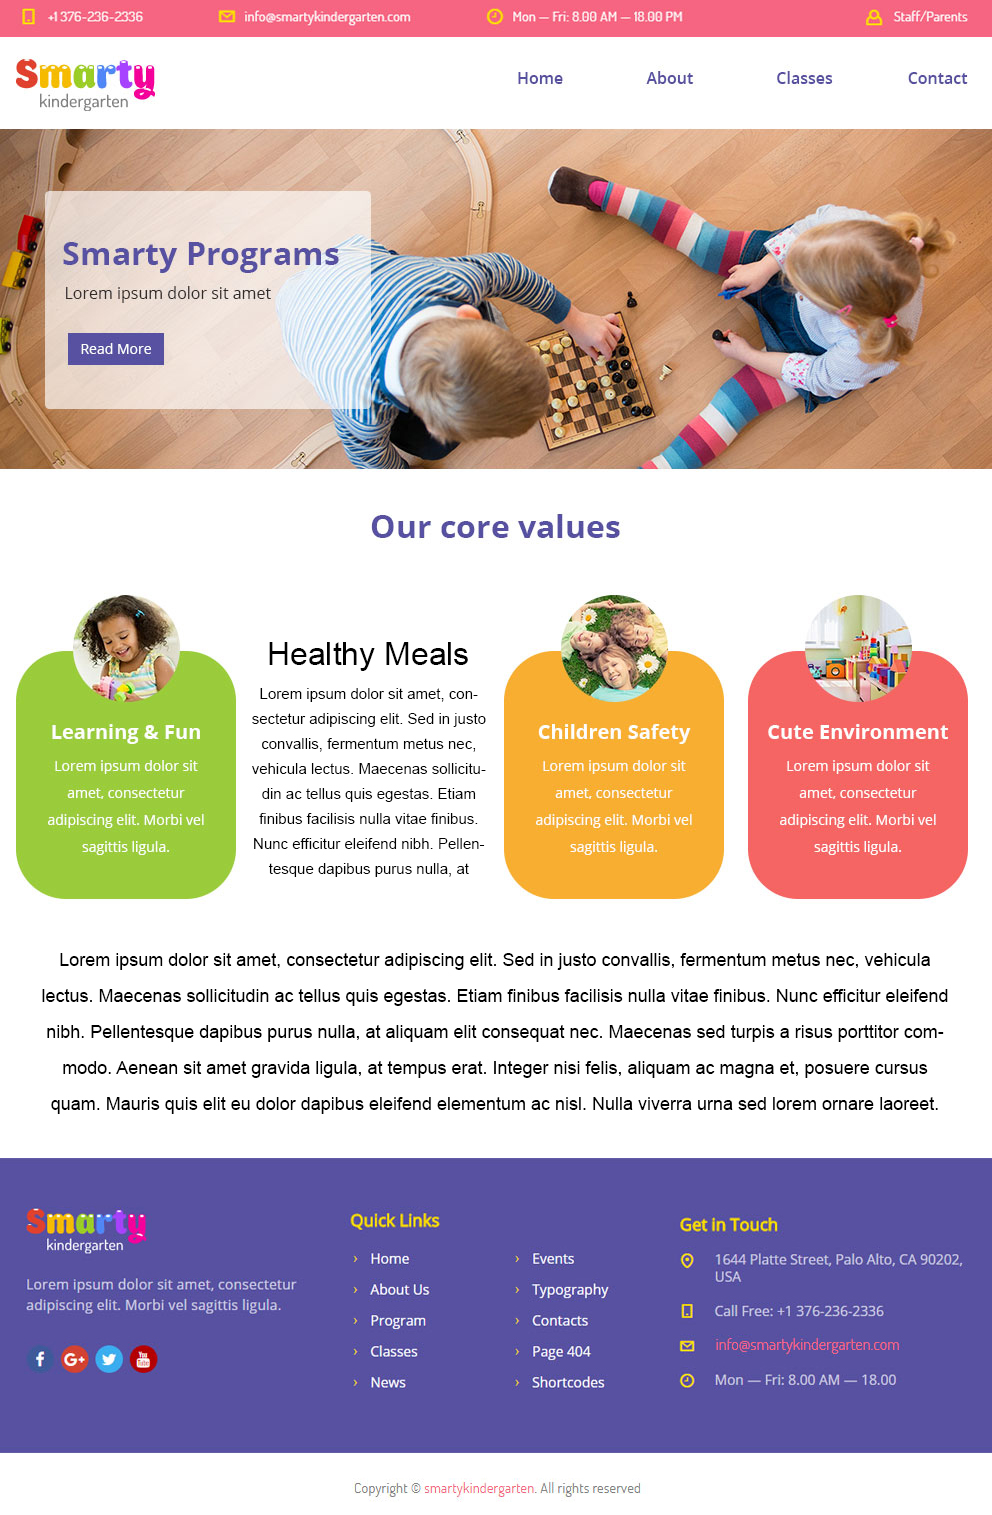 +1 376-236-2336
info@smartykindergarten.com
Mon — Fri: 8.00 AM — 18.00 PM
Staff/Parents
Smarty
kindergarten
Home
About
Classes
Contact
Smarty Programs
Lorem ipsum dolor sit amet
Read More
Our core values
Learning & Fun
Lorem ipsum dolor sit
amet, consectetur
adipiscing elit. Morbi vel
sagittis ligula.
Healthy Meals
Lorem ipsum dolor sit amet, con-
sectetur adipiscing elit. Sed in justo
convallis, fermentum metus nec,
vehicula lectus. Maecenas sollicitu-
din ac tellus quis egestas. Etiam
finibus facilisis nulla vitae finibus.
Nunc efficitur eleifend nibh. Pellen-
tesque dapibus purus nulla, at
Children Safety
Lorem ipsum dolor sit
amet, consectetur
adipiscing elit. Morbi vel
sagittis ligula.
Cute Environment
Lorem ipsum dolor sit
amet, consectetur
adipiscing elit. Morbi vel
sagittis ligula.
Lorem ipsum dolor sit amet, consectetur adipiscing elit. Sed in justo convallis, fermentum metus nec, vehicula
lectus. Maecenas sollicitudin ac tellus quis egestas. Etiam finibus facilisis nulla vitae finibus. Nunc efficitur eleifend
nibh. Pellentesque dapibus purus nulla, at aliquam elit consequat nec. Maecenas sed turpis a risus porttitor com-
modo. Aenean sit amet gravida ligula, at tempus erat. Integer nisi felis, aliquam ac magna et, posuere cursus
quam. Mauris quis elit eu dolor dapibus eleifend elementum ac nisl. Nulla viverra urna sed lorem ornare laoreet.
Smarty
kindergarten
Lorem ipsum dolor sit amet, consectetur
adipiscing elit. Morbi vel sagittis ligula.
f
G+
You
Tube
Quick Links
› Home
› About Us
› Program
› Classes
› News
› Events
› Typography
› Contacts
› Page 404
› Shortcodes
Get in Touch
1644 Platte Street, Palo Alto, CA 90202,
USA
Call Free: +1 376-236-2336
info@smartykindergarten.com
Mon — Fri: 8.00 AM — 18.00
Copyright © smartykindergarten. All rights reserved